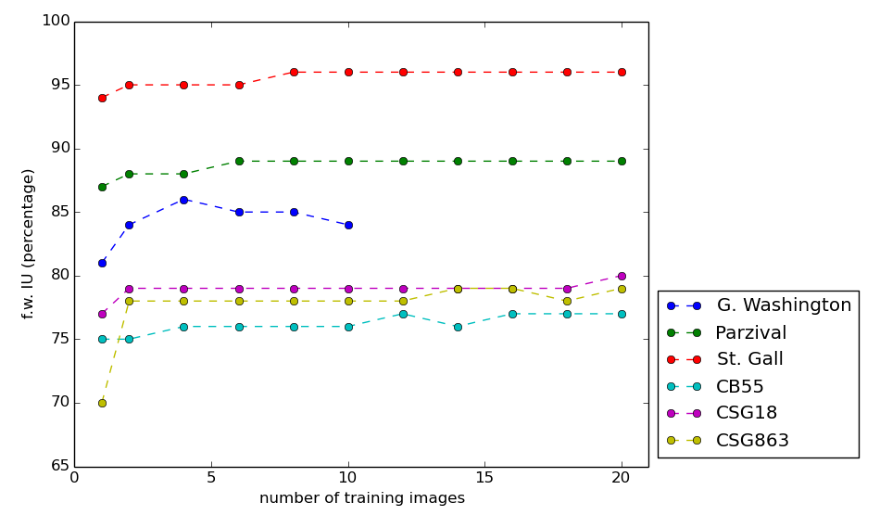 100
95
90
85
80
75
70
65
0
5
10
15
20
f.w. IU (percentage)
number of training images
G. Washington
Parzival
St. Gall
CB55
CSG18
CSG863